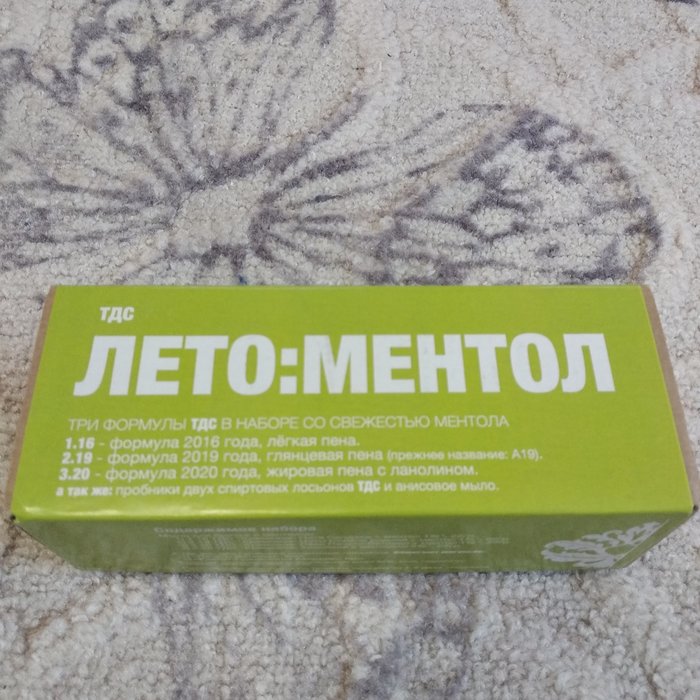 ТДС
ЛЕТО:МЕНТОЛ
ТРИ ФОРМУЛЫ ТДС В НАБОРЕ СО СВЕЖЕСТЬЮ МЕНТОЛА
1.16 - формула 2016 года, лёгкая пена.
2.19 - формула 2019 года, глянцевая пена (прежнее название: А19).
3.20 - формула 2020 года, жировая пена с ланолином.
а так же: пробники двух спиртовых лосьонов ТДС и анисовое мыло.
Содержимое набора